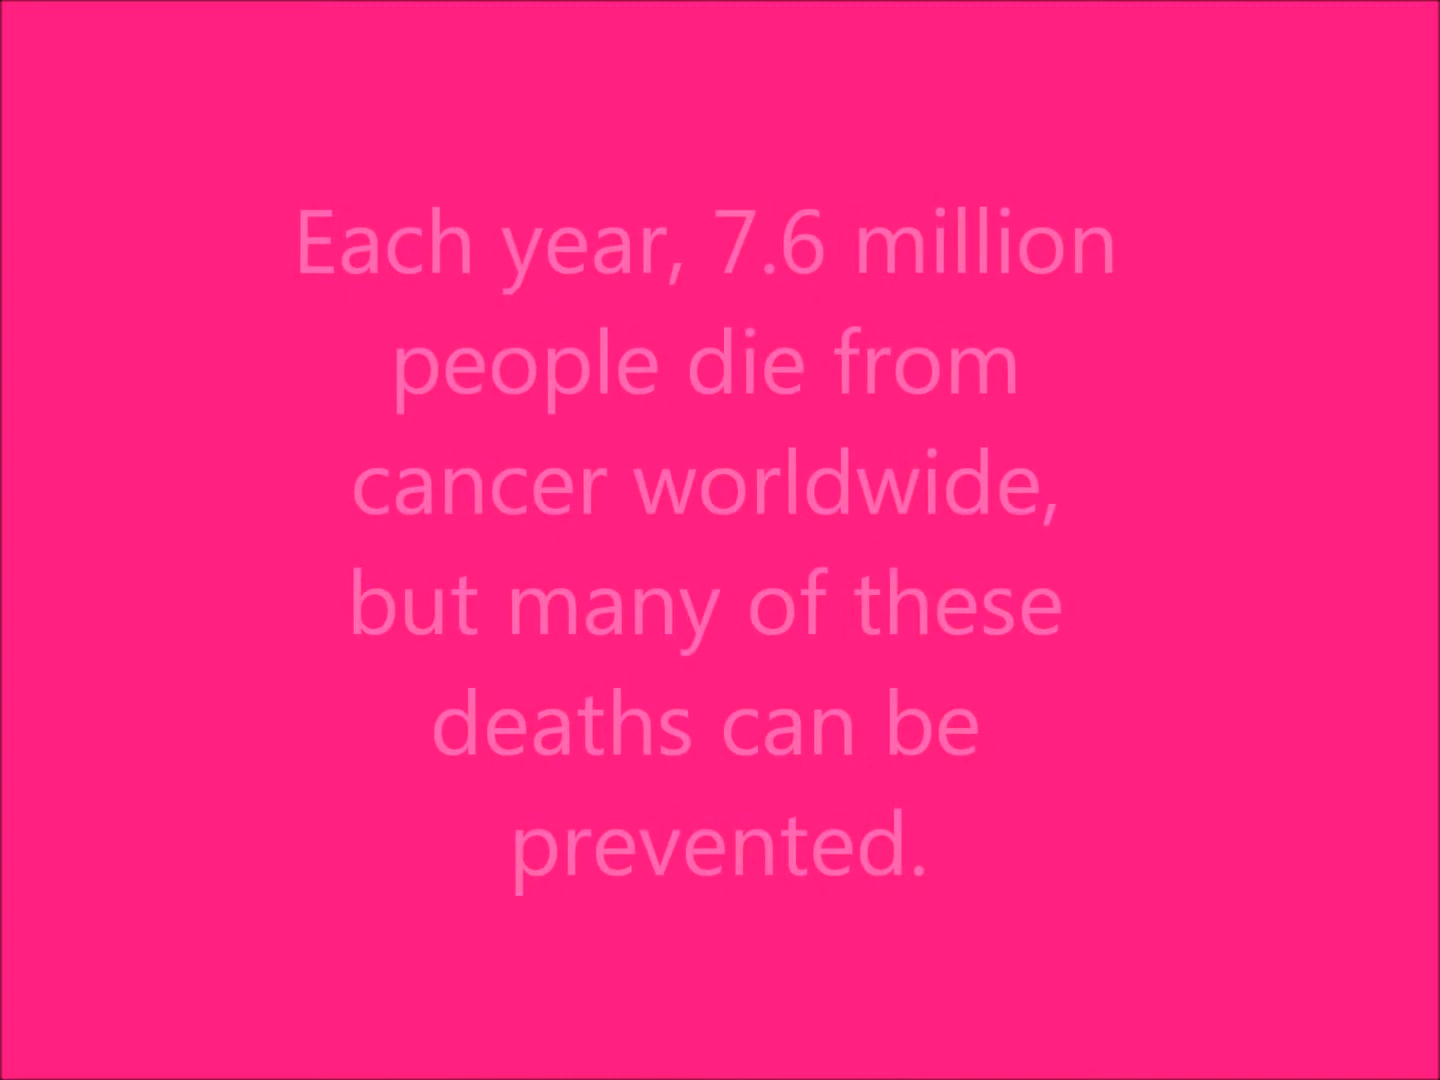 Each year, 7.6 million
people die from
cancer worldwide,
but many of these
deaths can be
prevented.